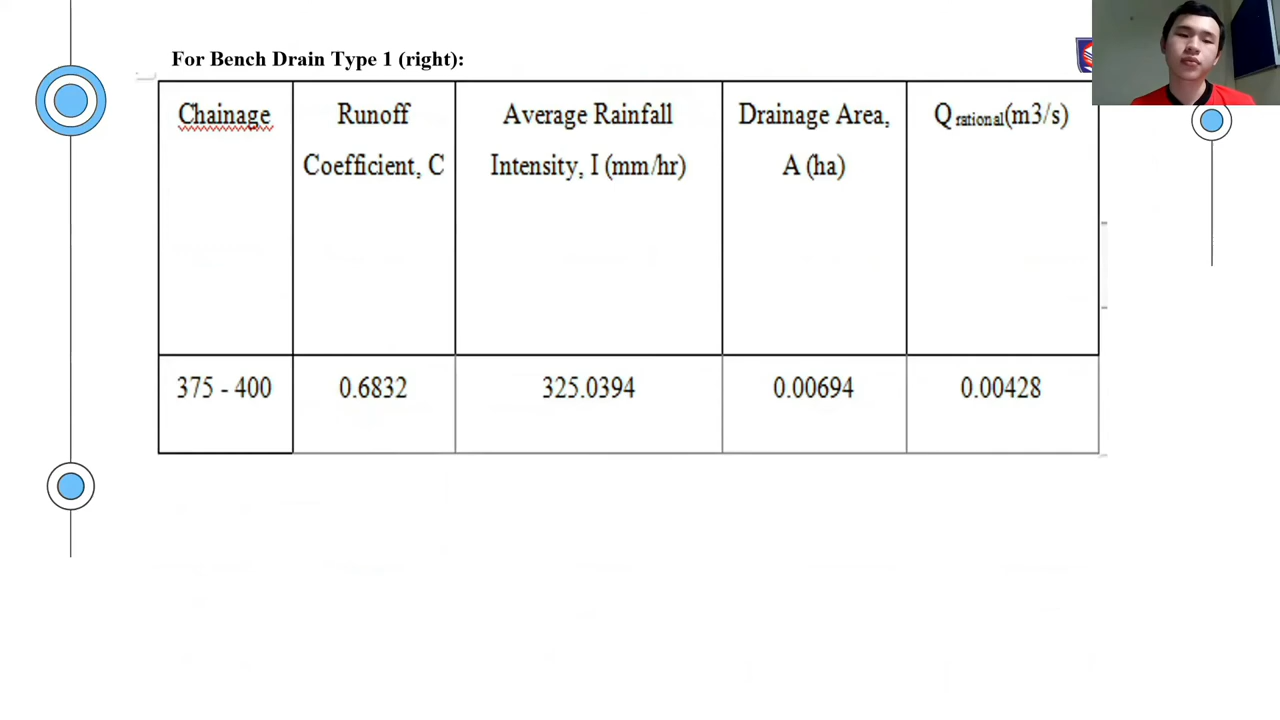 For Bench Drain Type 1 (right):
Chainage
Runoff
Coefficient, C
Average Rainfall
Intensity, I (mm/hr)
Drainage Area,
A (ha)
Q rational(m3/s)
375 - 400
0.6832
325.0394
0.00694
0.00428